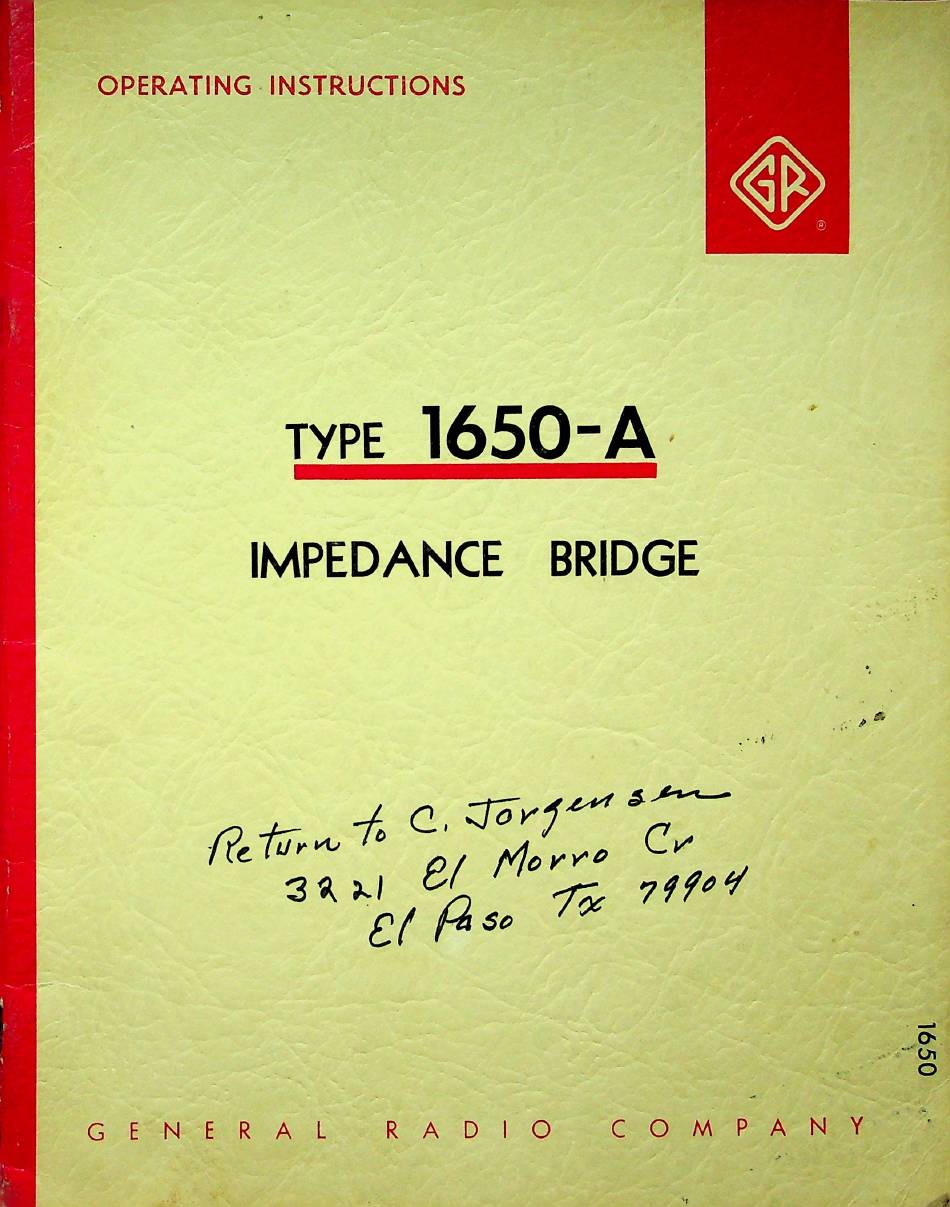 OPERATING INSTRUCTIONS
GR
®
TYPE 1650-A
IMPEDANCE BRIDGE
Return to C. Jorgensen
3221 El Morro Cr
El Paso Tx 79904
1650
GENERAL RADIO COMPANY